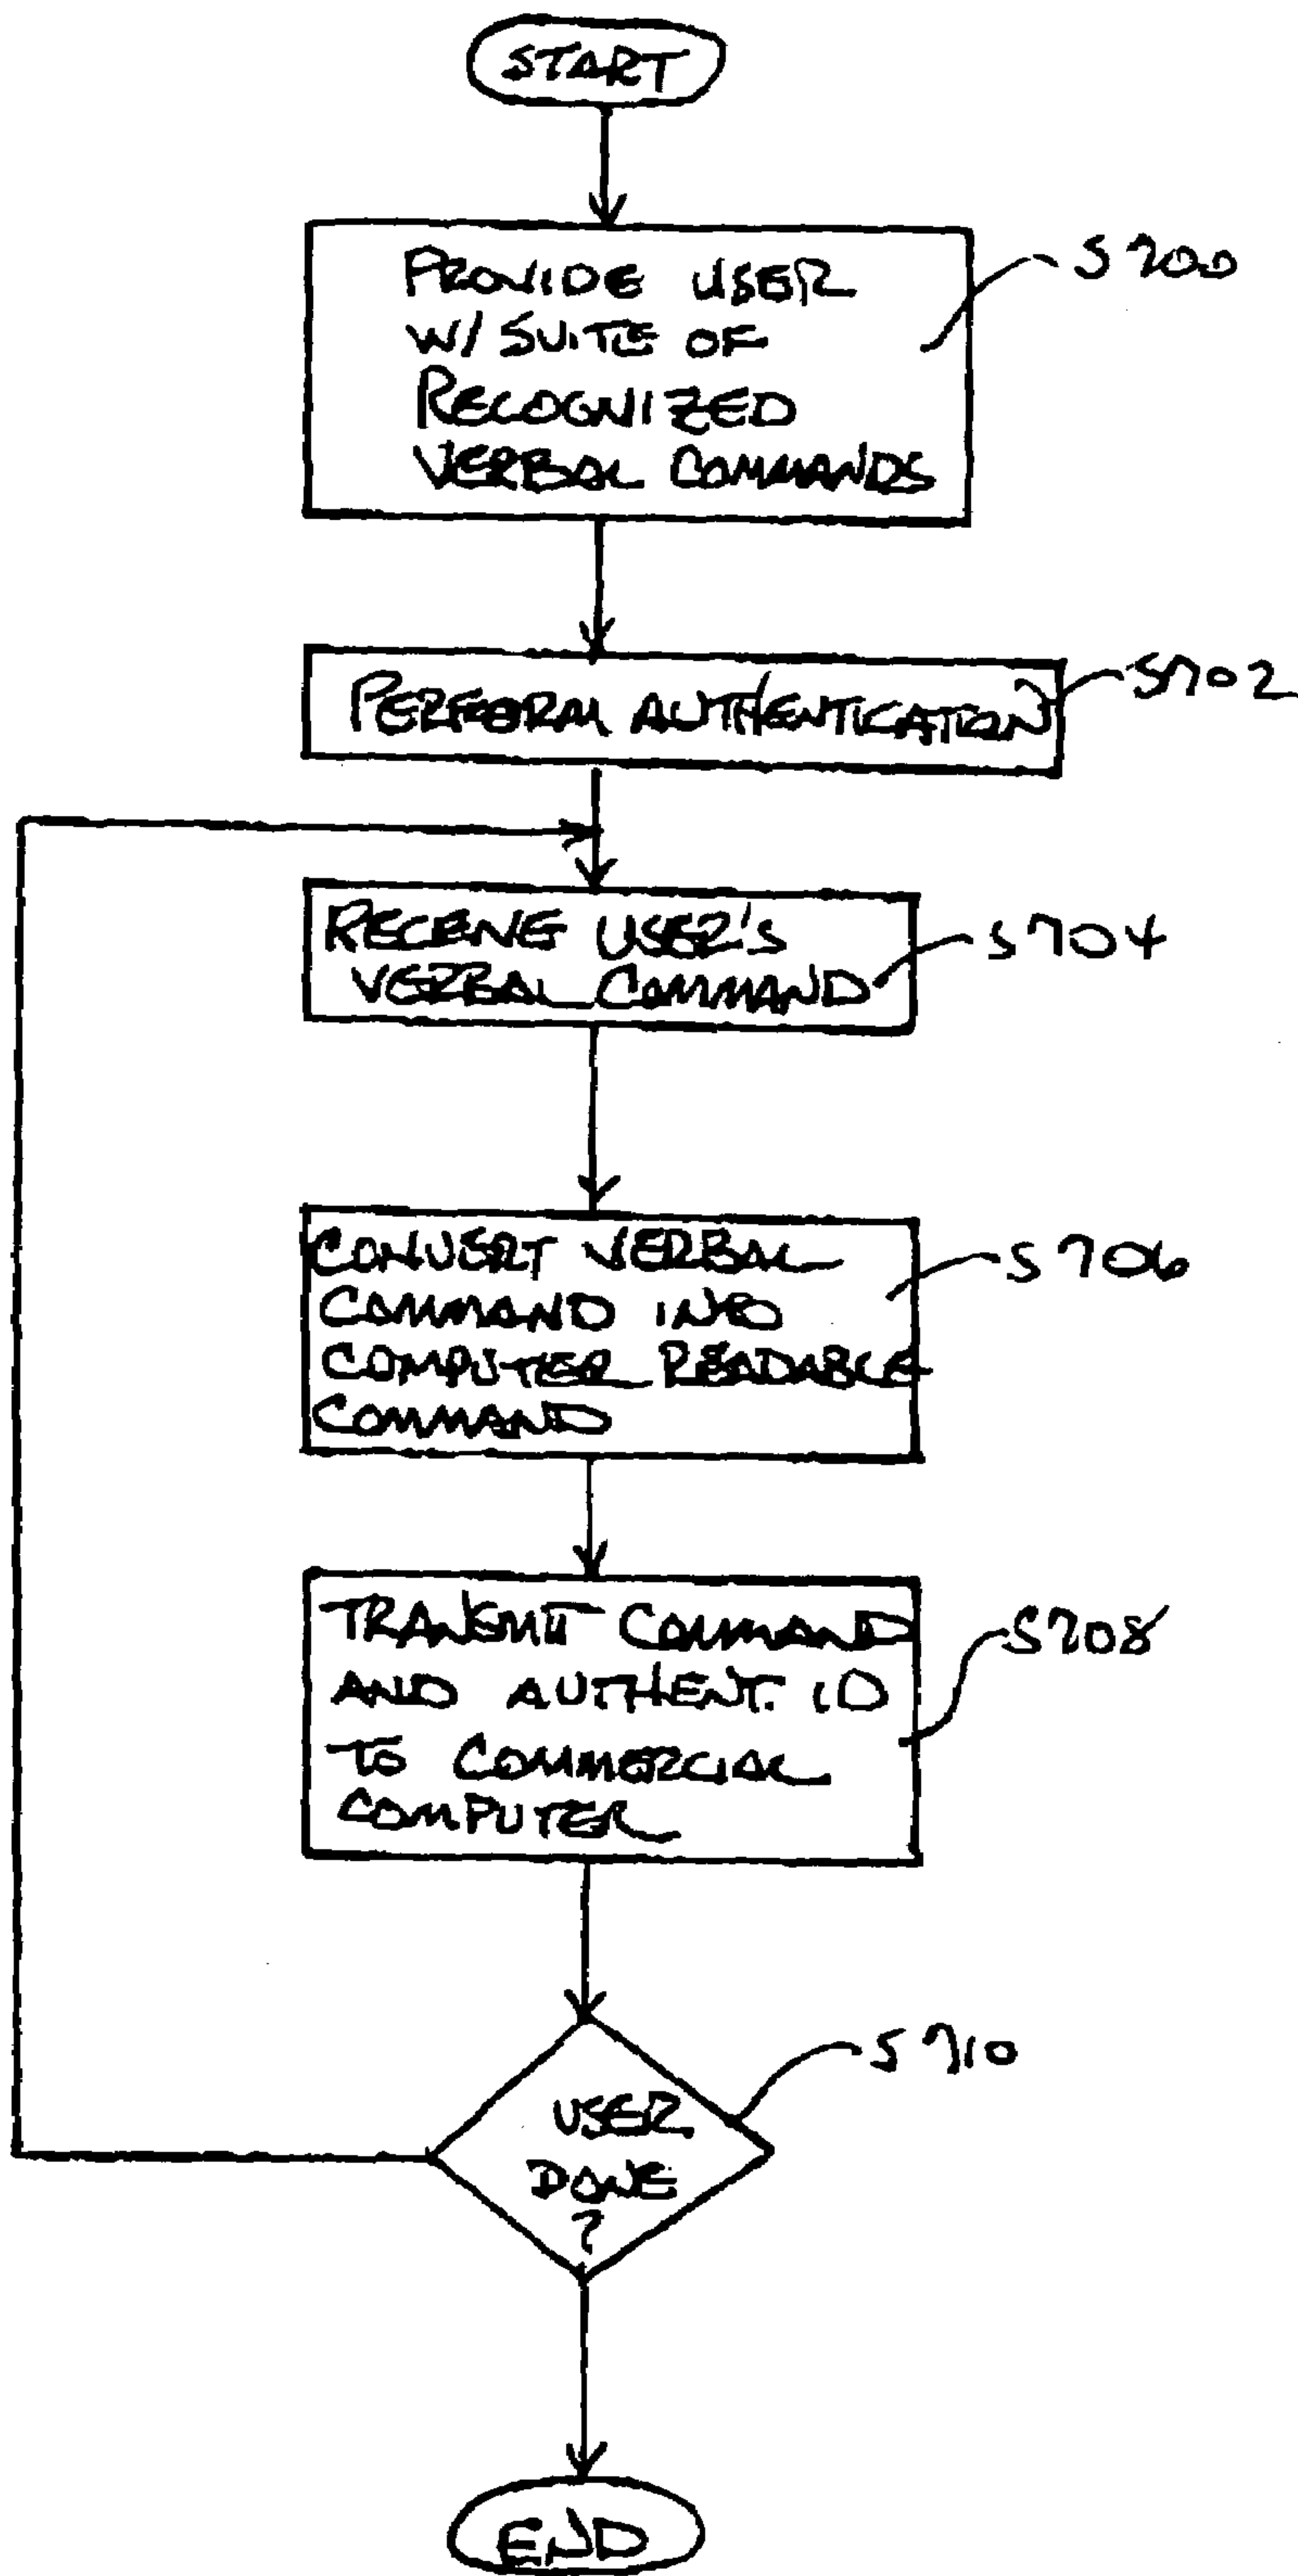 START
PROVIDE USER
W/ SUITE OF
RECOGNIZED
VERBAL COMMANDS
S700
PERFORM AUTHENTICATION
S702
RECEIVE USER'S
VERBAL COMMAND
S704
CONVERT VERBAL
COMMAND INTO
COMPUTER READABLE
COMMAND
S706
TRANSMIT COMMAND
AND AUTHENT. ID
TO COMMERCIAL
COMPUTER
S708
USER
DONE
?
S710
END